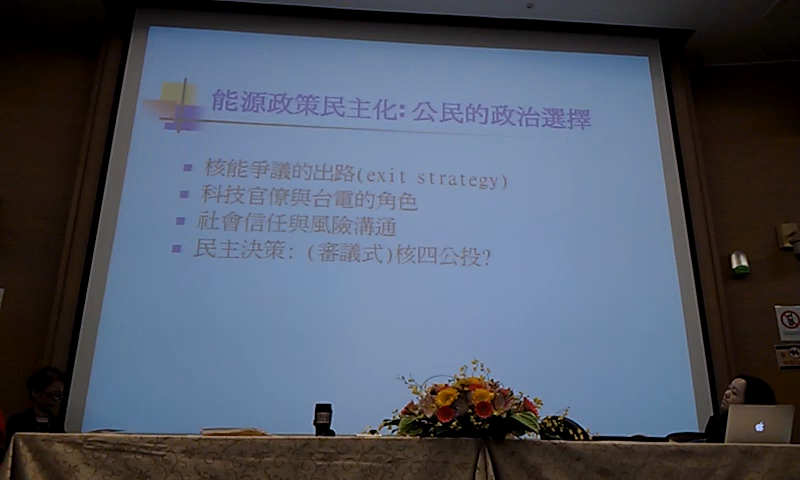 能源政策民主化:公民的政治選擇
核能爭議的出路(exit strategy)
科技官僚與台電的角色
社會信任與風險溝通
民主決策: (審議式)核四公投?